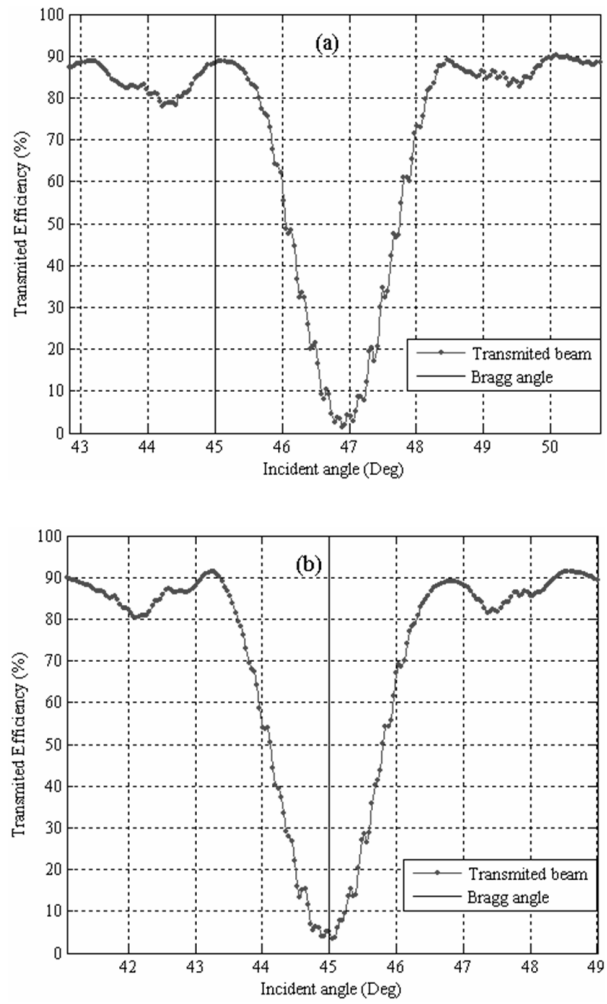 (a)
100
90
80
70
60
50
40
30
20
10
0
Transmited Efficiency (%)
Transmited beam
Bragg angle
43 44 45 46 47 48 49 50
Incident angle (Deg)
(b)
100
90
80
70
60
50
40
30
20
10
0
Transmited Efficiency (%)
Transmited beam
Bragg angle
42 43 44 45 46 47 48 49
Incident angle (Deg)